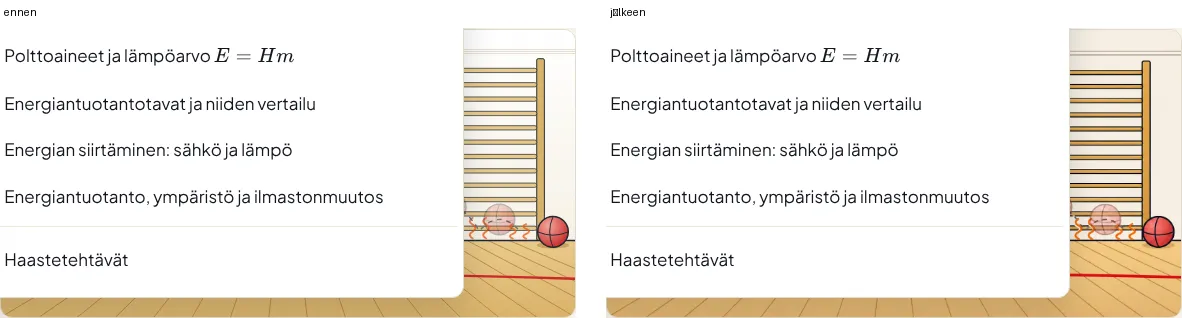 ennen
Polttoaineet ja lämpöarvo E = Hm
Energiantuotantotavat ja niiden vertailu
Energian siirtäminen: sähkö ja lämpö
Energiantuotanto, ympäristö ja ilmastonmuutos
Haastetehtävät
j▯lkeen
Polttoaineet ja lämpöarvo E = Hm
Energiantuotantotavat ja niiden vertailu
Energian siirtäminen: sähkö ja lämpö
Energiantuotanto, ympäristö ja ilmastonmuutos
Haastetehtävät